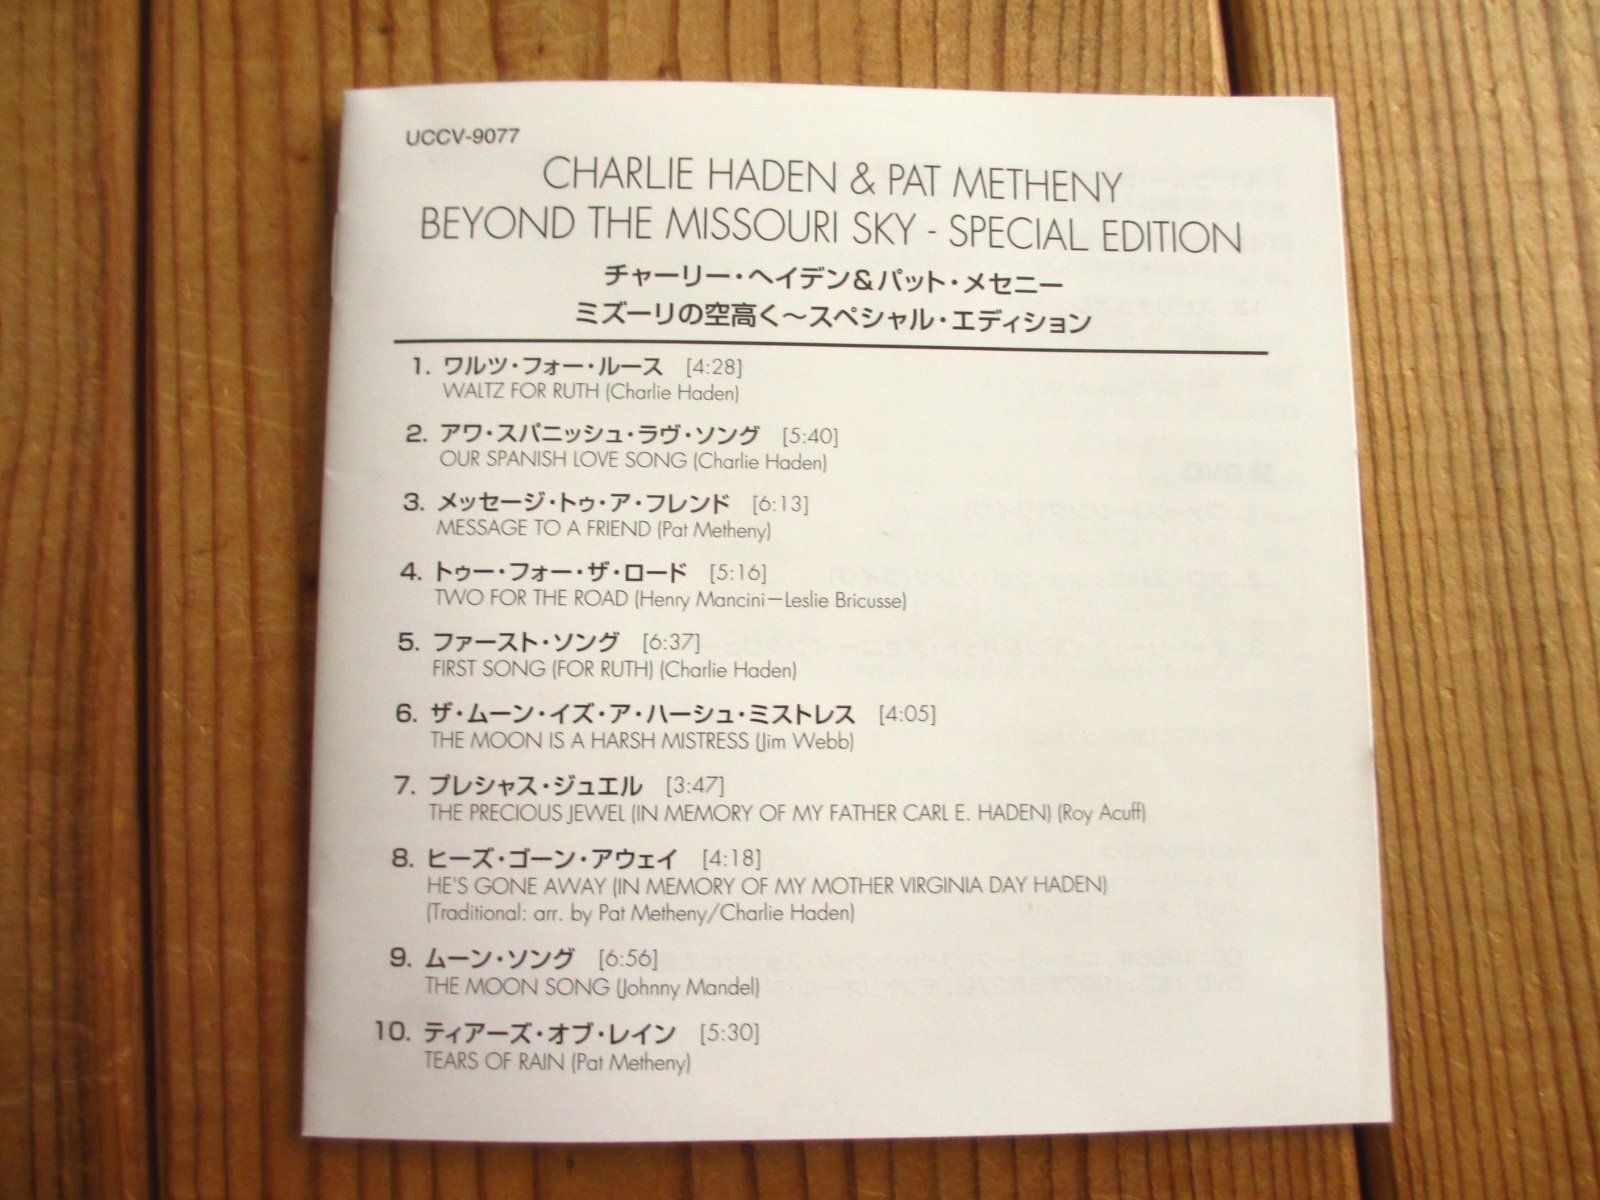 UCCV-9077
CHARLIE HADEN & PAT METHENY
BEYOND THE MISSOURI SKY - SPECIAL EDITION
チャーリー・ヘイデン&パット・メセニー
ミズーリの空高く〜スペシャル・エディション
1. ワルツ・フォー・ルース [4:28]
WALTZ FOR RUTH (Charlie Haden)
2. アワ・スパニッシュ・ラヴ・ソング [5:40]
OUR SPANISH LOVE SONG (Charlie Haden)
3. メッセージ・トゥ・ア・フレンド [6:13]
MESSAGE TO A FRIEND (Pat Metheny)
4. トゥー・フォー・ザ・ロード [5:16]
TWO FOR THE ROAD (Henry Mancini—Leslie Bricusse)
5. ファースト・ソング [6:37]
FIRST SONG (FOR RUTH) (Charlie Haden)
6. ザ・ムーン・イズ・ア・ハーシュ・ミストレス [4:05]
THE MOON IS A HARSH MISTRESS (Jim Webb)
7. プレシャス・ジュエル [3:47]
THE PRECIOUS JEWEL (IN MEMORY OF MY FATHER CARL E. HADEN) (Roy Acuff)
8. ヒーズ・ゴーン・アウェイ [4:18]
HE'S GONE AWAY (IN MEMORY OF MY MOTHER VIRGINIA DAY HADEN)
(Traditional: arr. by Pat Metheny/Charlie Haden)
9. ムーン・ソング [6:56]
THE MOON SONG (Johnny Mandel)
10. ティアーズ・オブ・レイン [5:30]
TEARS OF RAIN (Pat Metheny)